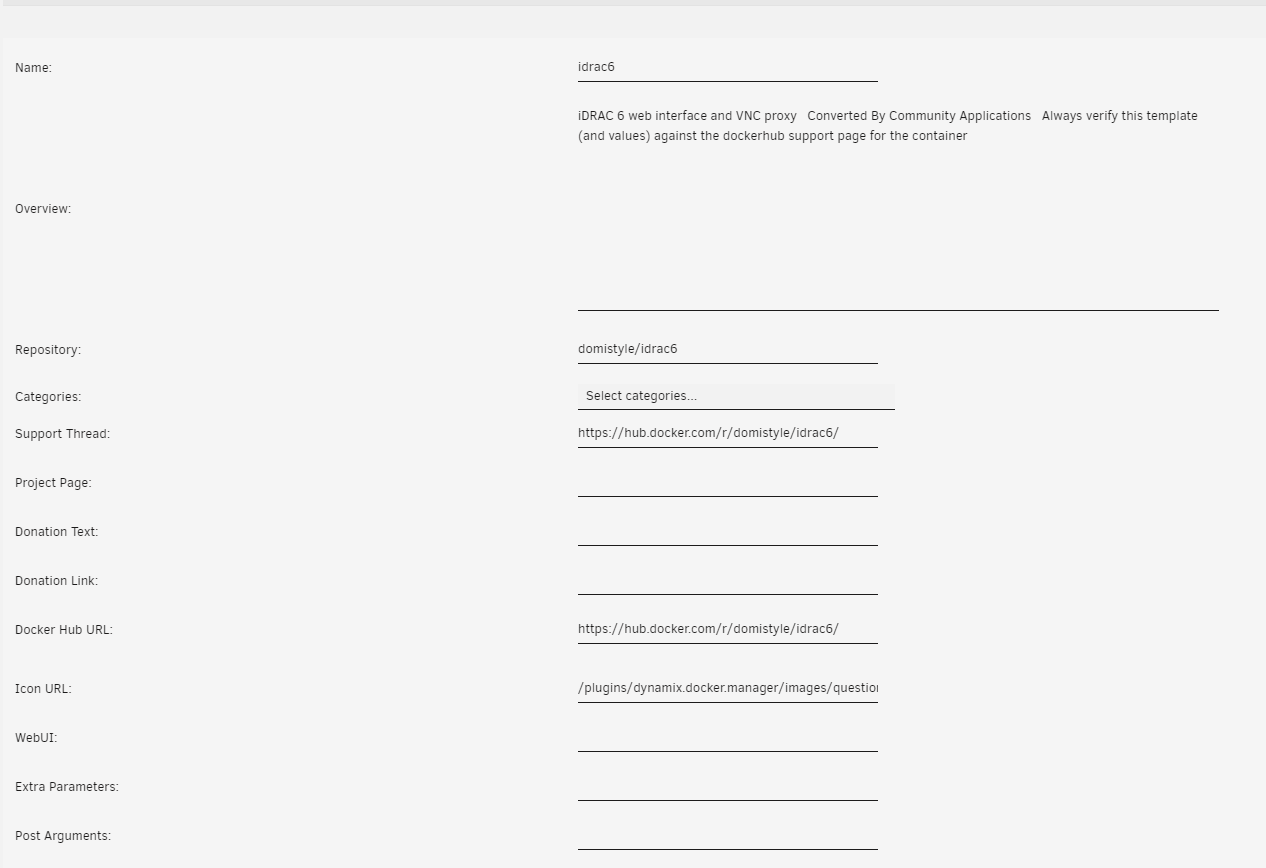 Name:
idrac6
iDRAC 6 web interface and VNC proxy   Converted By Community Applications   Always verify this template
(and values) against the dockerhub support page for the container
Overview:
Repository:
domistyle/idrac6
Categories:
Select categories...
Support Thread:
https://hub.docker.com/r/domistyle/idrac6/
Project Page:
Donation Text:
Donation Link:
Docker Hub URL:
https://hub.docker.com/r/domistyle/idrac6/
Icon URL:
/plugins/dynamix.docker.manager/images/question
WebUI:
Extra Parameters:
Post Arguments: